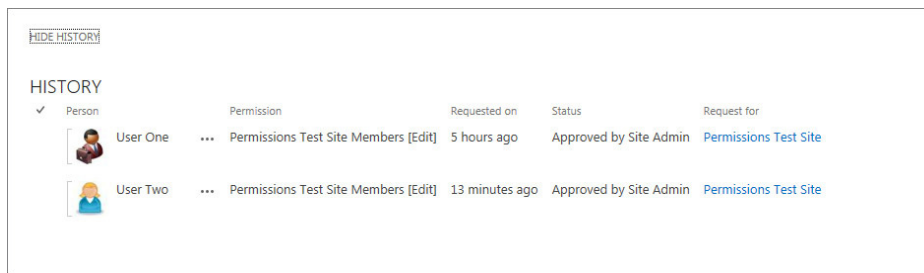 HIDE HISTORY
HISTORY
Person Permission Requested on Status Request for
User One ... Permissions Test Site Members [Edit] 5 hours ago Approved by Site Admin Permissions Test Site
User Two ... Permissions Test Site Members [Edit] 13 minutes ago Approved by Site Admin Permissions Test Site